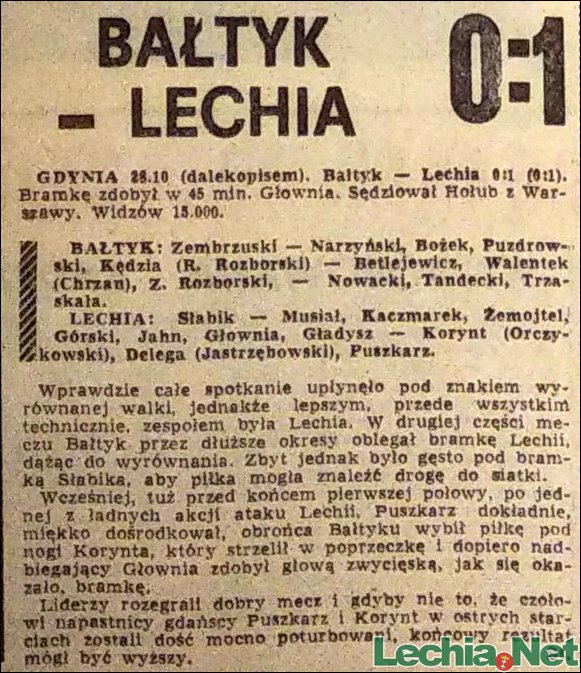 BAŁTYK
– LECHIA
0:1
GDYNIA 26.10 (dalekopisem). Bałtyk — Lechia 0:1 (0:1).
Bramkę zdobył w 45 min. Głownia. Sędziował Hołub z War-
szawy. Widzów 15.000.
BAŁTYK: Zembrzuski — Narzyński, Bożek, Puzdrow-
ski, Kędzia (R. Rozborski) — Betlejewicz, Walentek
(Chrzan), Z. Rozborski, — Nowacki, Tandecki, Trza-
skała.
LECHIA: Słabik — Musiał, Kaczmarek, Żemojtel,
Górski, Jahn, Głownia, Gładysz — Korynt (Orczy-
kowski), Delega (Jastrzębowski), Puszkarz.
Wprawdzie całe spotkanie upłynęło pod znakiem wy-
równanej walki, jednakże lepszym, przede wszystkim
technicznie, zespołem była Lechia. W drugiej części me-
czu Bałtyk przez dłuższe okresy oblegał bramkę Lechii,
dążąc do wyrównania. Zbyt jednak było gęsto pod bram-
ką Słabika, aby piłka mogła znaleźć drogę do siatki.
Wcześniej, tuż przed końcem pierwszej połowy, po jed-
nej z ładnych akcji ataku Lechii, Puszkarz dokładnie,
miękko dośrodkował, obrońca Bałtyku wybił piłkę pod
nogi Korynta, który strzelił w poprzeczkę i dopiero nad-
biegający Głownia zdobył głową zwycięską, jak się oka-
zało, bramkę.
Liderzy rozegrali dobry mecz i gdyby nie to, że czoło-
wi napastnicy gdańscy Puszkarz i Korynt w ostrych star-
ciach zostali dość mocno poturbowani, końcowy rezultat
mógł być wyższy.
Lechia.Net